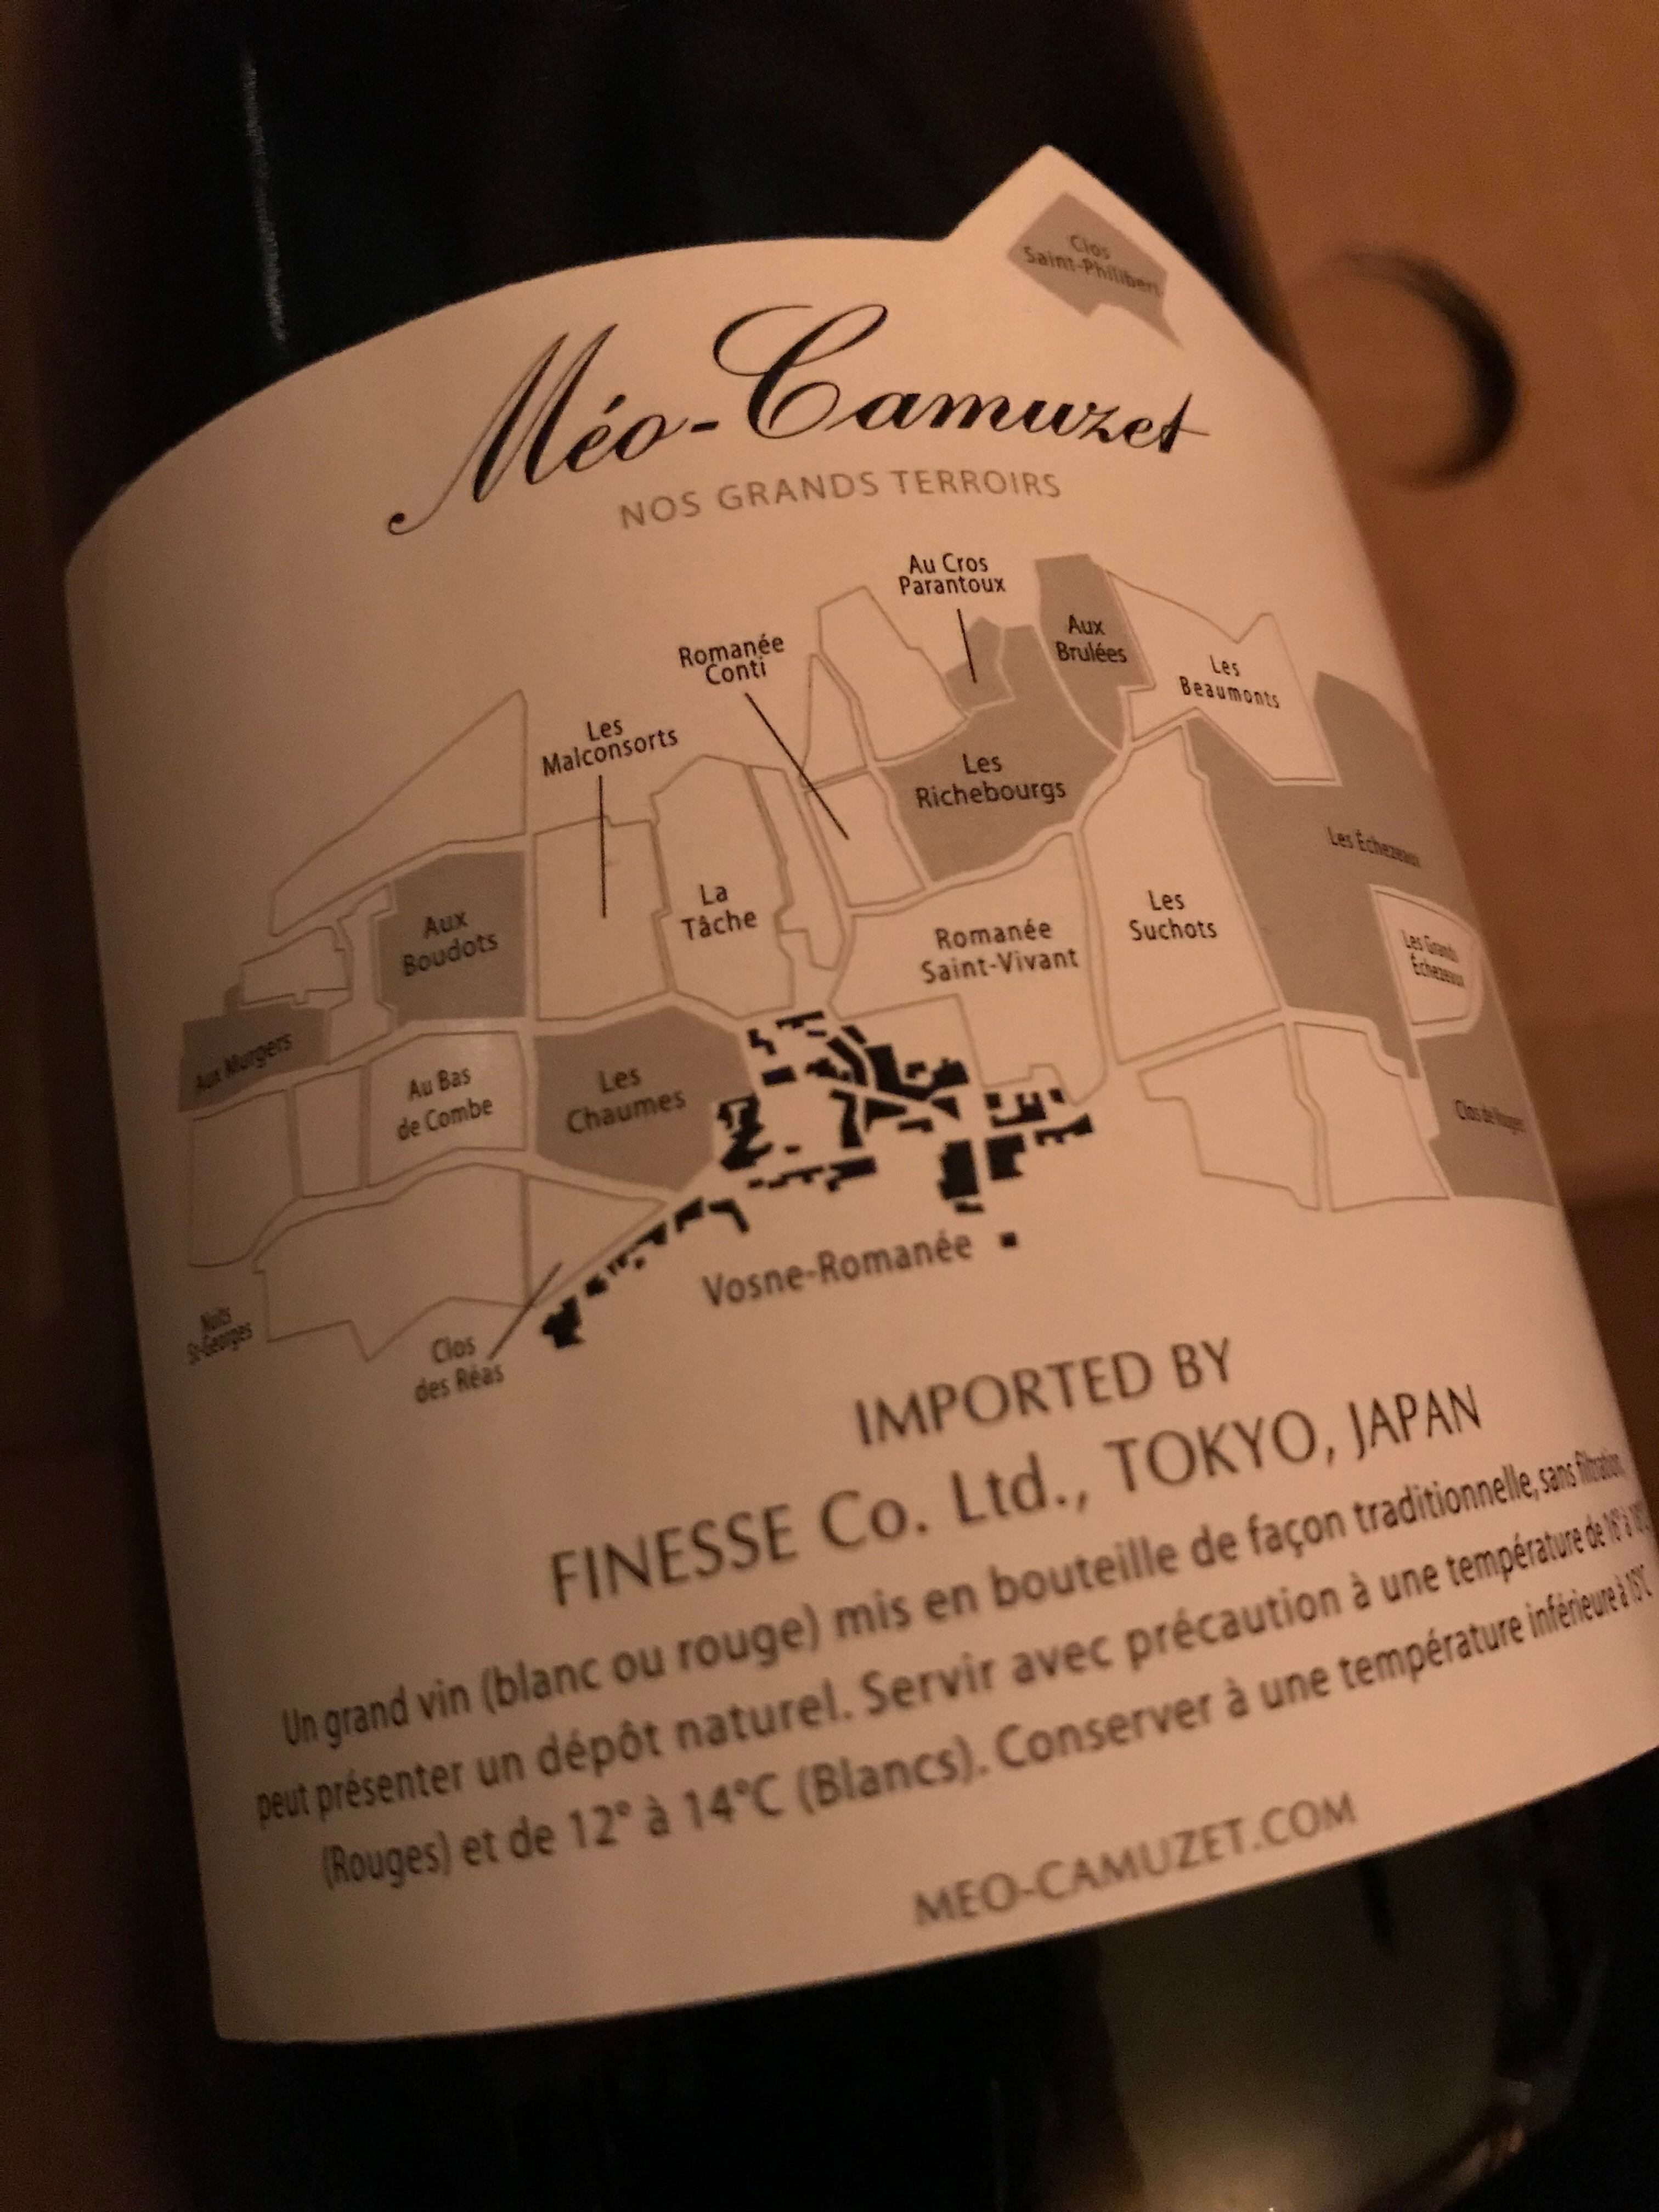 Clos
Saint-Philibert
Méo-Camuzet
NOS GRANDS TERROIRS
Au Cros
Parantoux
Aux
Brulées
Romanée
Conti
Les
Beaumonts
Les
Malconsorts
Les
Richebourgs
Les Échezeaux
La
Tâche
Les
Suchots
Aux
Boudots
Romanée
Saint-Vivant
Les Grands
Échezeaux
Aux Murgers
Au Bas
de Combe
Les
Chaumes
Clos de Vougeot
Vosne-Romanée
Nuits
St-Georges
Clos
des Réas
IMPORTED BY
FINESSE Co. Ltd., TOKYO, JAPAN
Un grand vin (blanc ou rouge) mis en bouteille de façon traditionnelle, sans filtration,
peut présenter un dépôt naturel. Servir avec précaution à une température de 16° à
(Rouges) et de 12° à 14°C (Blancs). Conserver à une température inférieure à 15°C
MEO-CAMUZET.COM